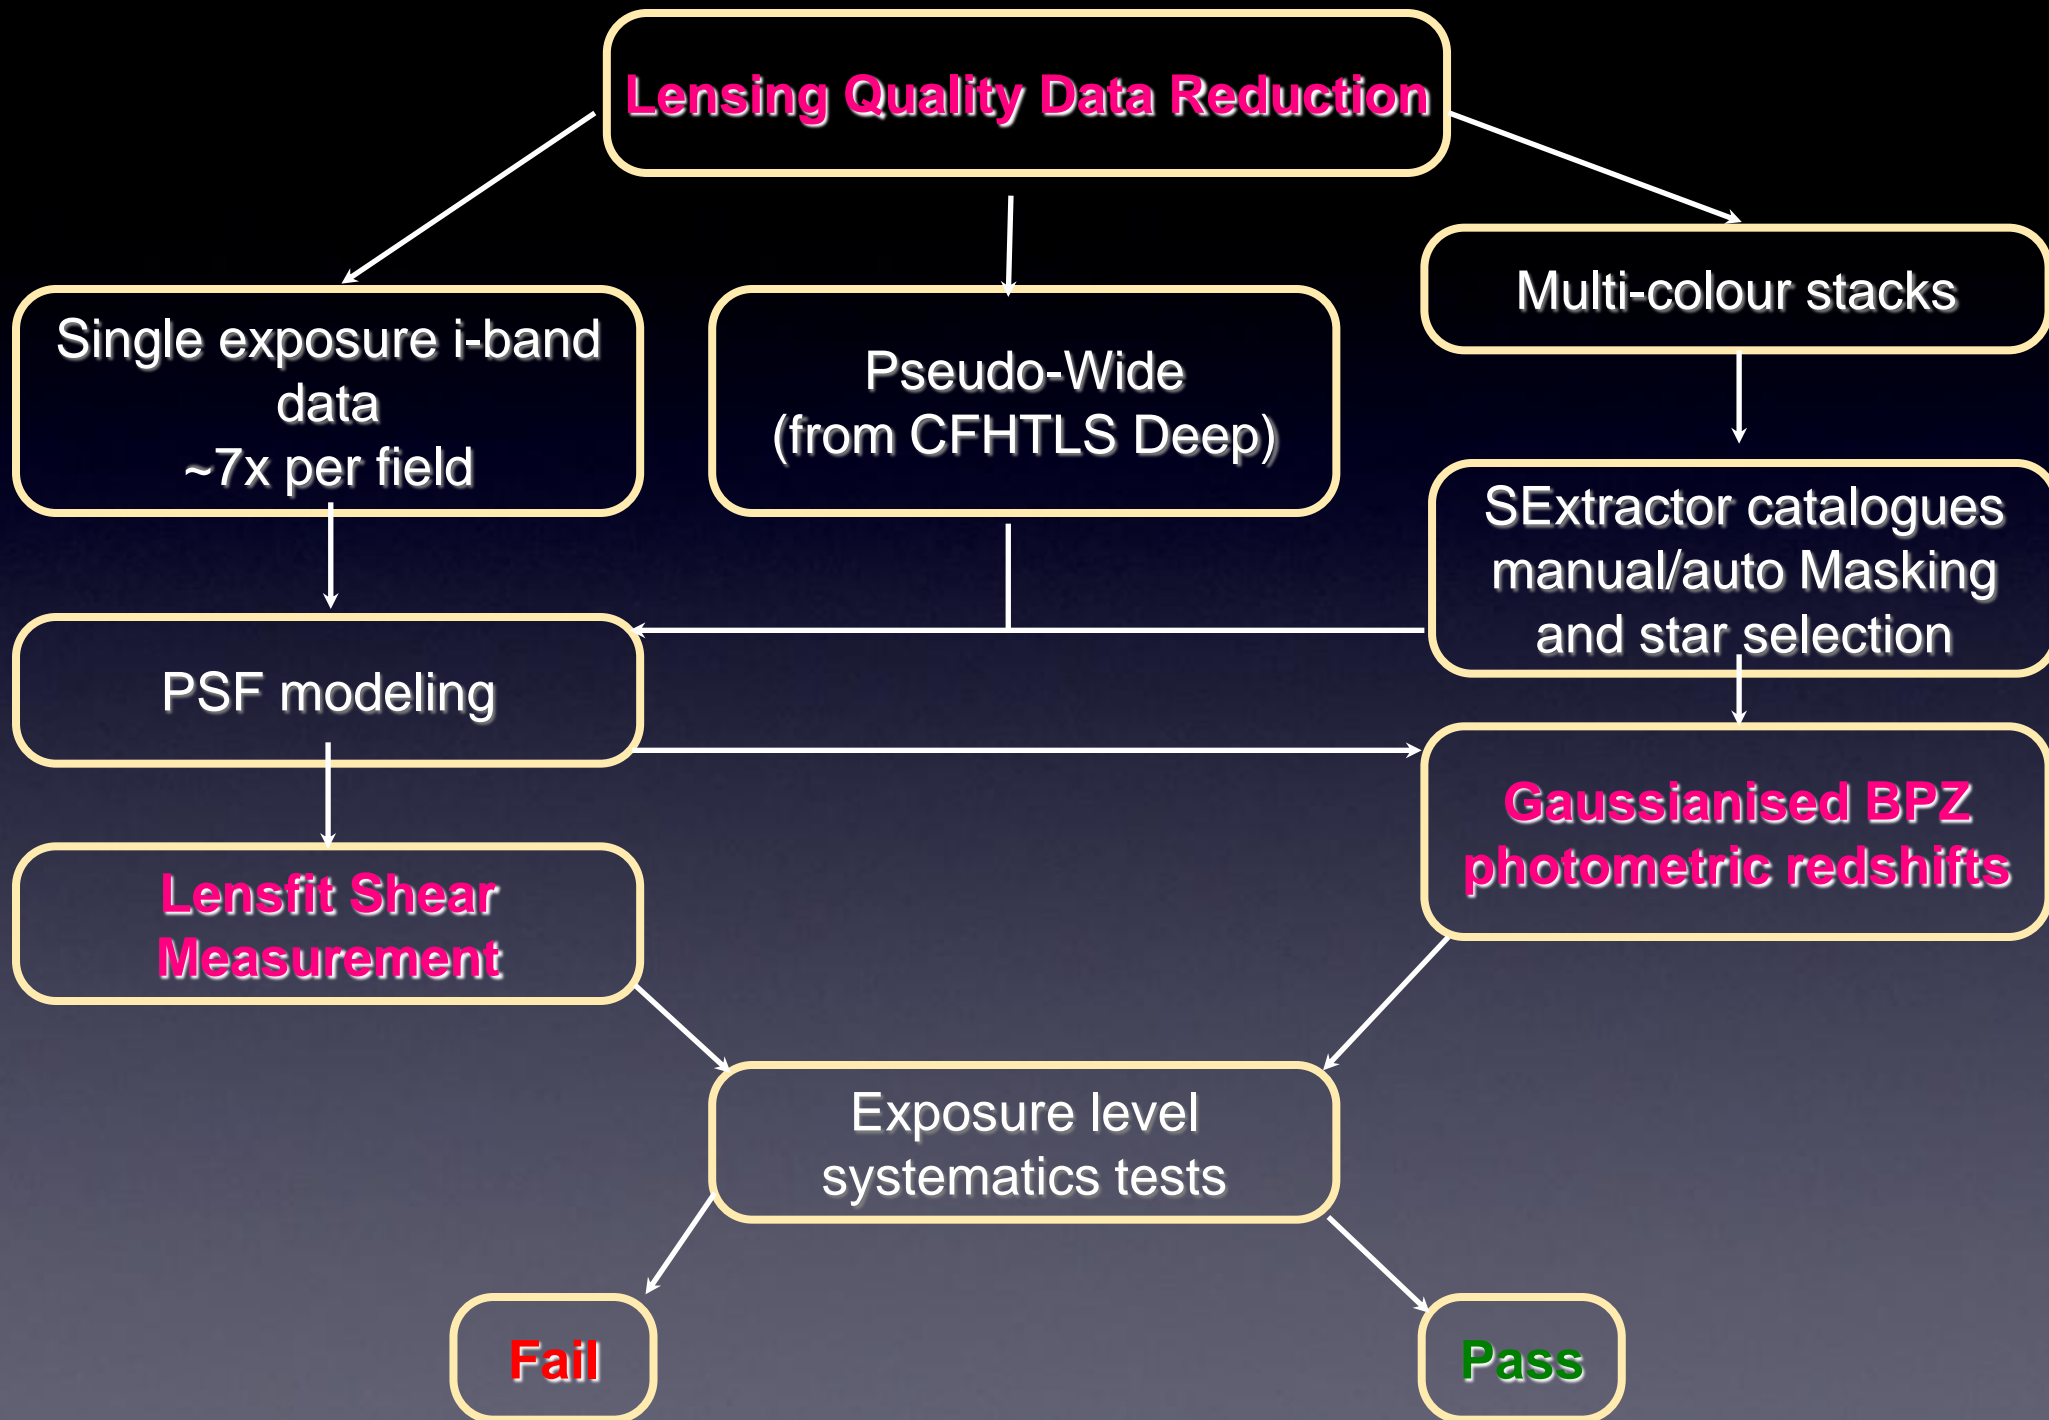 Lensing Quality Data Reduction
Single exposure i-band
data
~7x per field
Pseudo-Wide
(from CFHTLS Deep)
Multi-colour stacks
SExtractor catalogues
manual/auto Masking
and star selection
PSF modeling
Gaussianised BPZ
photometric redshifts
Lensfit Shear
Measurement
Exposure level
systematics tests
Fail
Pass